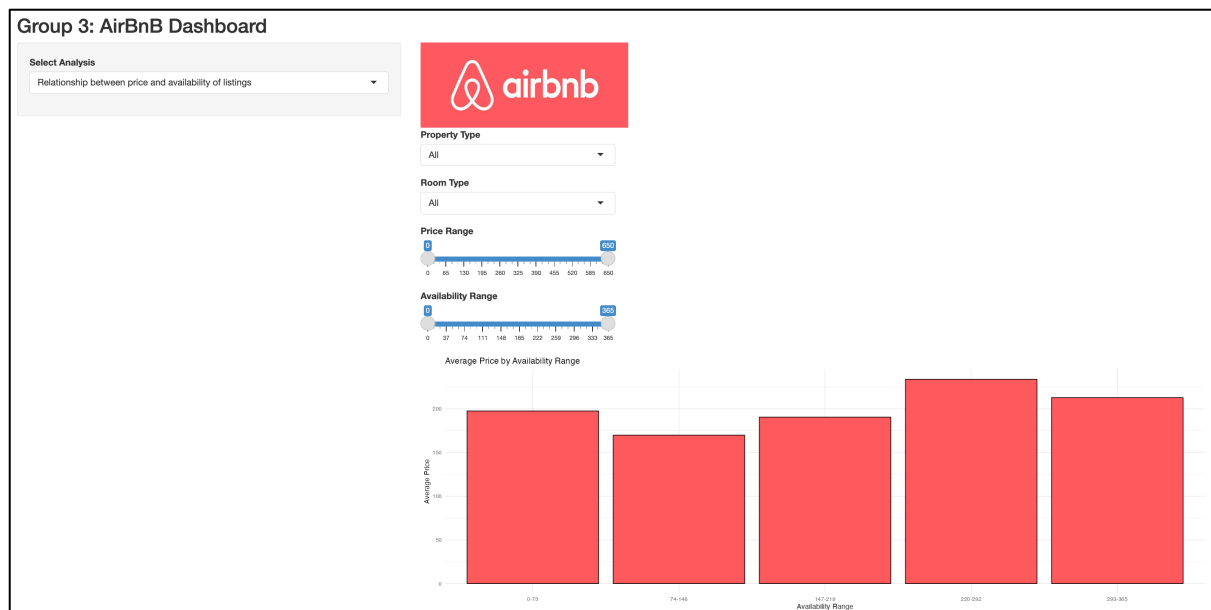 Group 3: AirBnB Dashboard
Select Analysis
Relationship between price and availability of listings
airbnb
Property Type
All
Room Type
All
Price Range
0 650
0 65 130 195 260 325 390 455 520 585 650
Availability Range
0 365
0 37 74 111 148 185 222 259 296 333 365
Average Price by Availability Range
Average Price
200
150
100
50
0
0-73 74-146 147-219 220-292 293-365
Availability Range